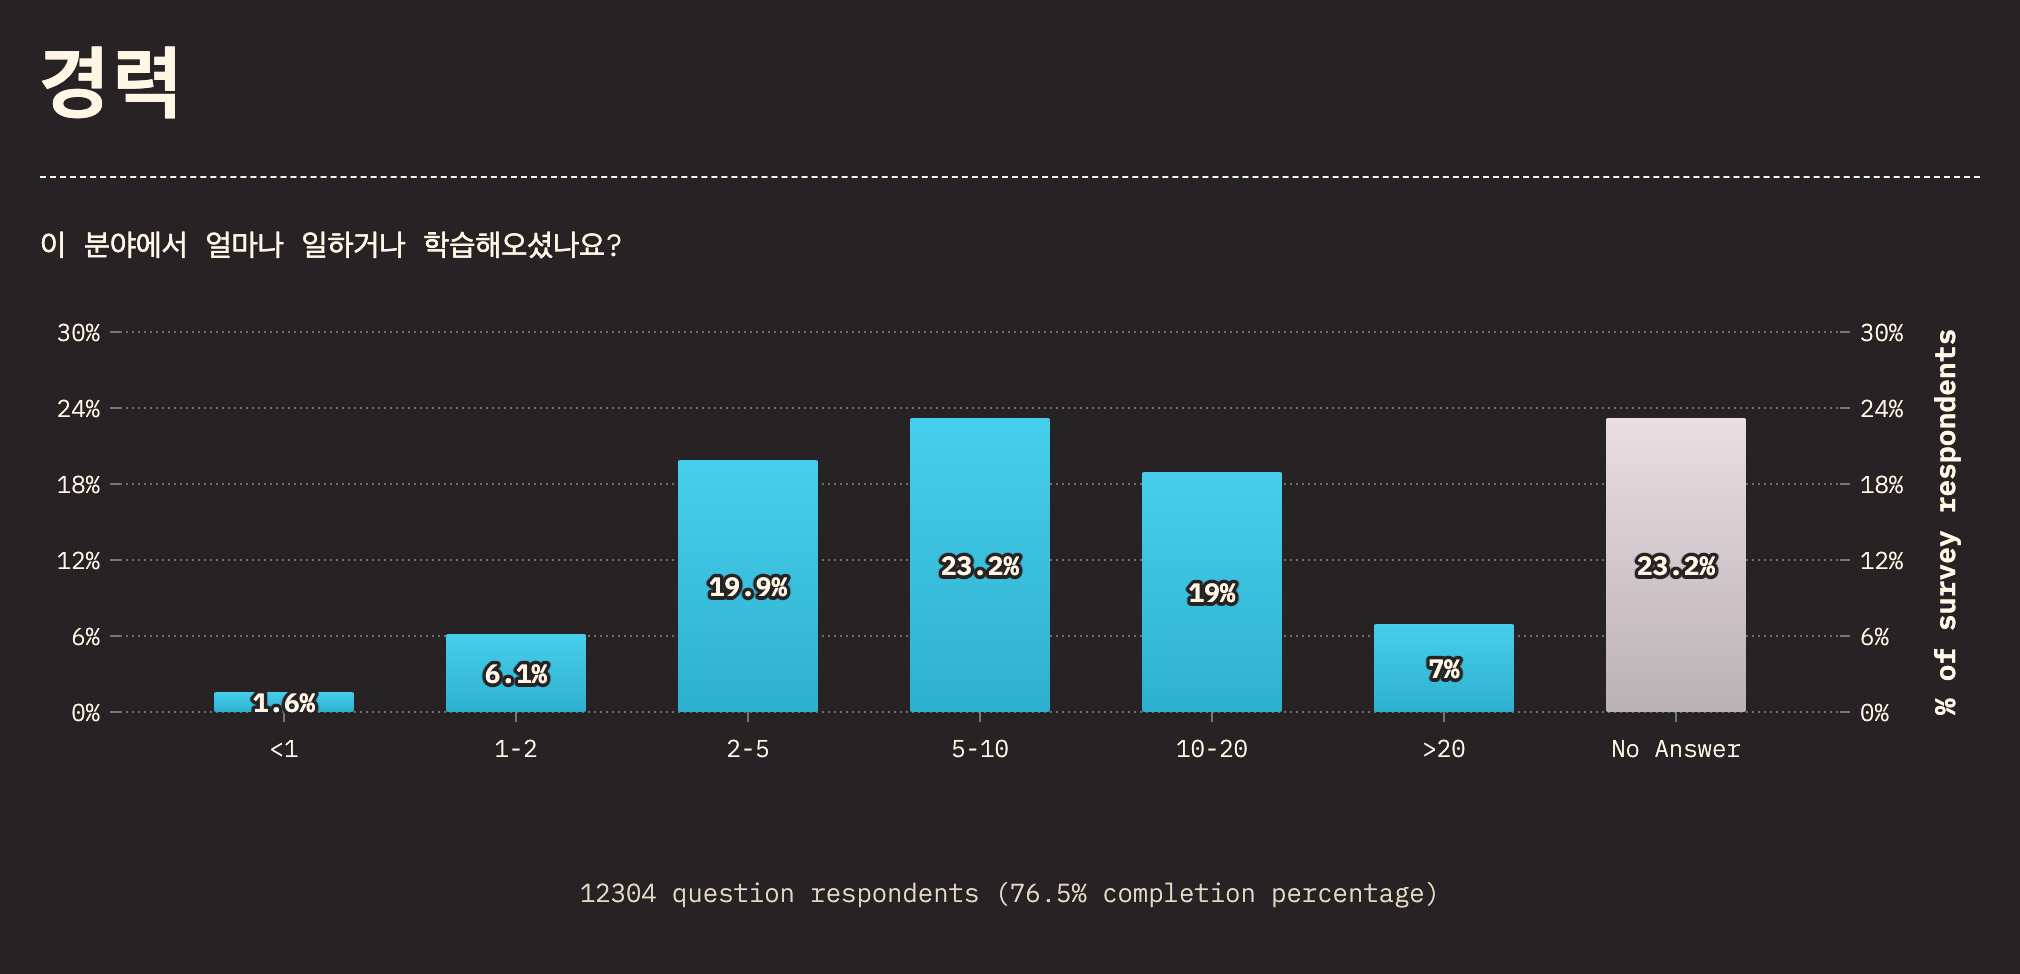 경력
이 분야에서 얼마나 일하거나 학습해오셨나요?
30% 30%
24% 24%
18% 18%
12% 12%
6% 6%
0% 0%
% of survey respondents
1.6% 6.1% 19.9% 23.2% 19% 7% 23.2%
<1 1-2 2-5 5-10 10-20 >20 No Answer
12304 question respondents (76.5% completion percentage)